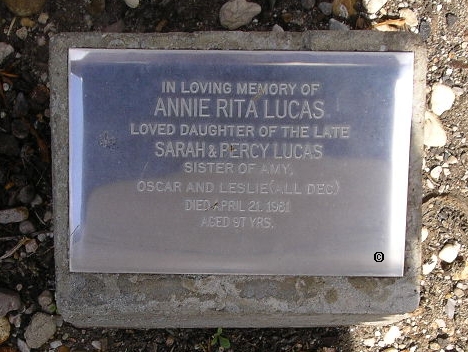 IN LOVING MEMORY OF
ANNIE RITA LUCAS
LOVED DAUGHTER OF THE LATE
SARAH & PERCY LUCAS
SISTER OF AMY,
OSCAR AND LESLIE (ALL DEC)
DIED APRIL 21 1981
AGED 97 YRS.
©